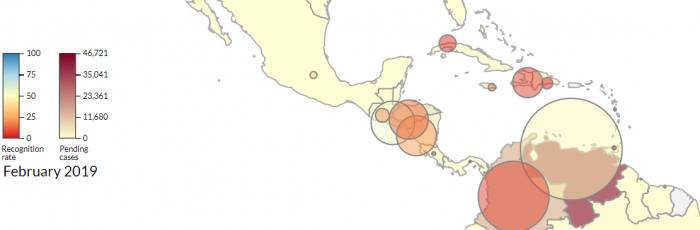 100 46,721
75 35,041
50 23,361
25 11,680
0 0
Recognition Pending
rate cases
February 2019